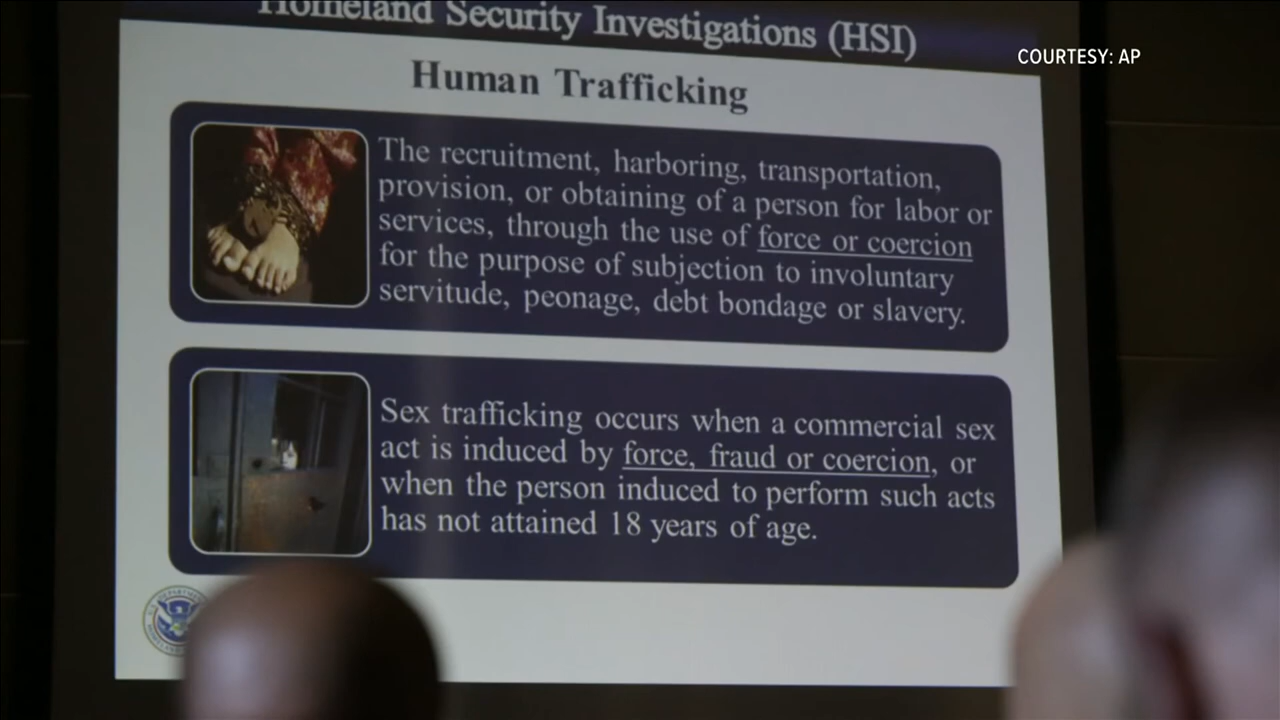 Homeland Security Investigations (HSI)
COURTESY: AP
Human Trafficking
The recruitment, harboring, transportation,
provision, or obtaining of a person for labor or
services, through the use of force or coercion
for the purpose of subjection to involuntary
servitude, peonage, debt bondage or slavery.
Sex trafficking occurs when a commercial sex
act is induced by force, fraud or coercion, or
when the person induced to perform such acts
has not attained 18 years of age.